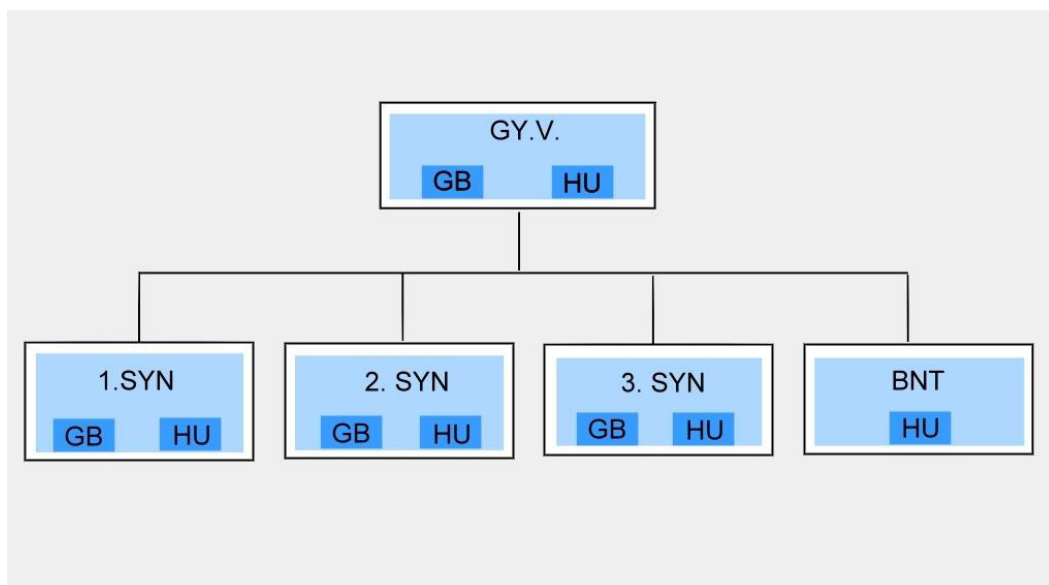 GY.V.
GB HU
1.SYN
GB HU
2. SYN
GB HU
3. SYN
GB HU
BNT
HU